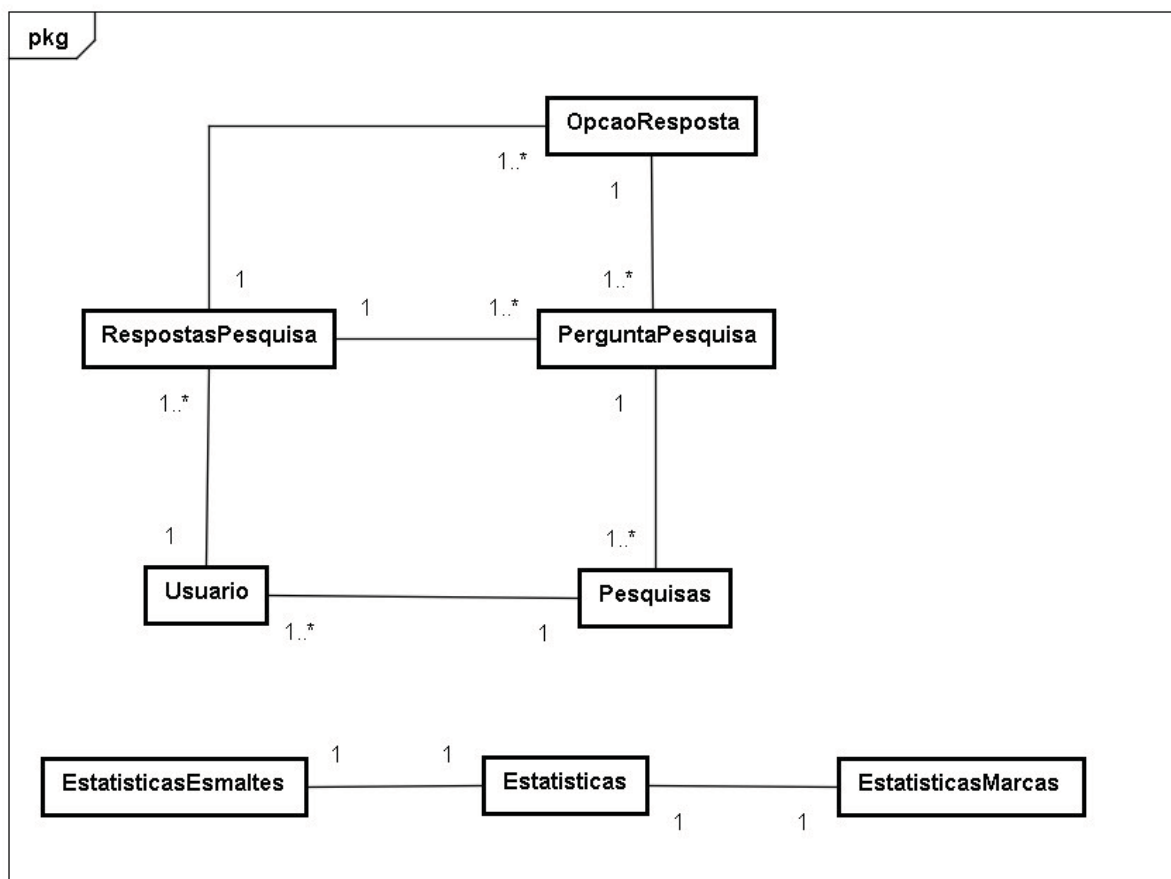 pkg
OpcaoResposta
1..*
1
1
1..*
RespostasPesquisa
1
1..*
PerguntaPesquisa
1..*
1
1
1..*
Usuario
1..*
1
Pesquisas
EstatisticasEsmaltes
1
1
Estatisticas
1
1
EstatisticasMarcas